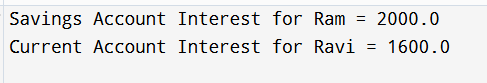 Savings Account Interest for Ram = 2000.0
Current Account Interest for Ravi = 1600.0